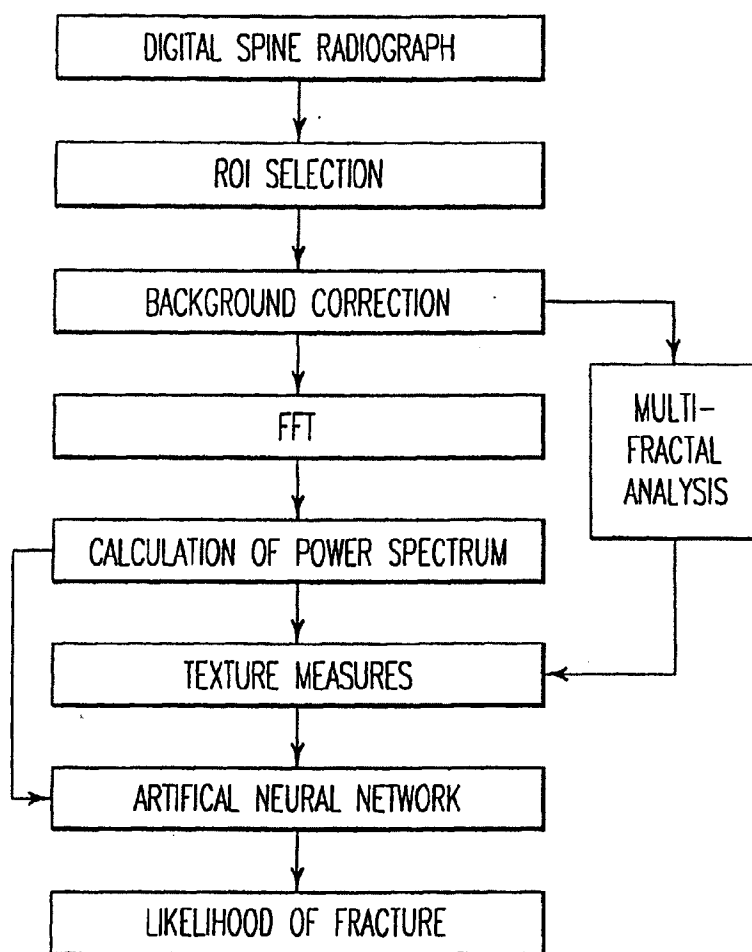 DIGITAL SPINE RADIOGRAPH
ROI SELECTION
BACKGROUND CORRECTION
FFT
MULTI-
FRACTAL
ANALYSIS
CALCULATION OF POWER SPECTRUM
TEXTURE MEASURES
ARTIFICAL NEURAL NETWORK
LIKELIHOOD OF FRACTURE